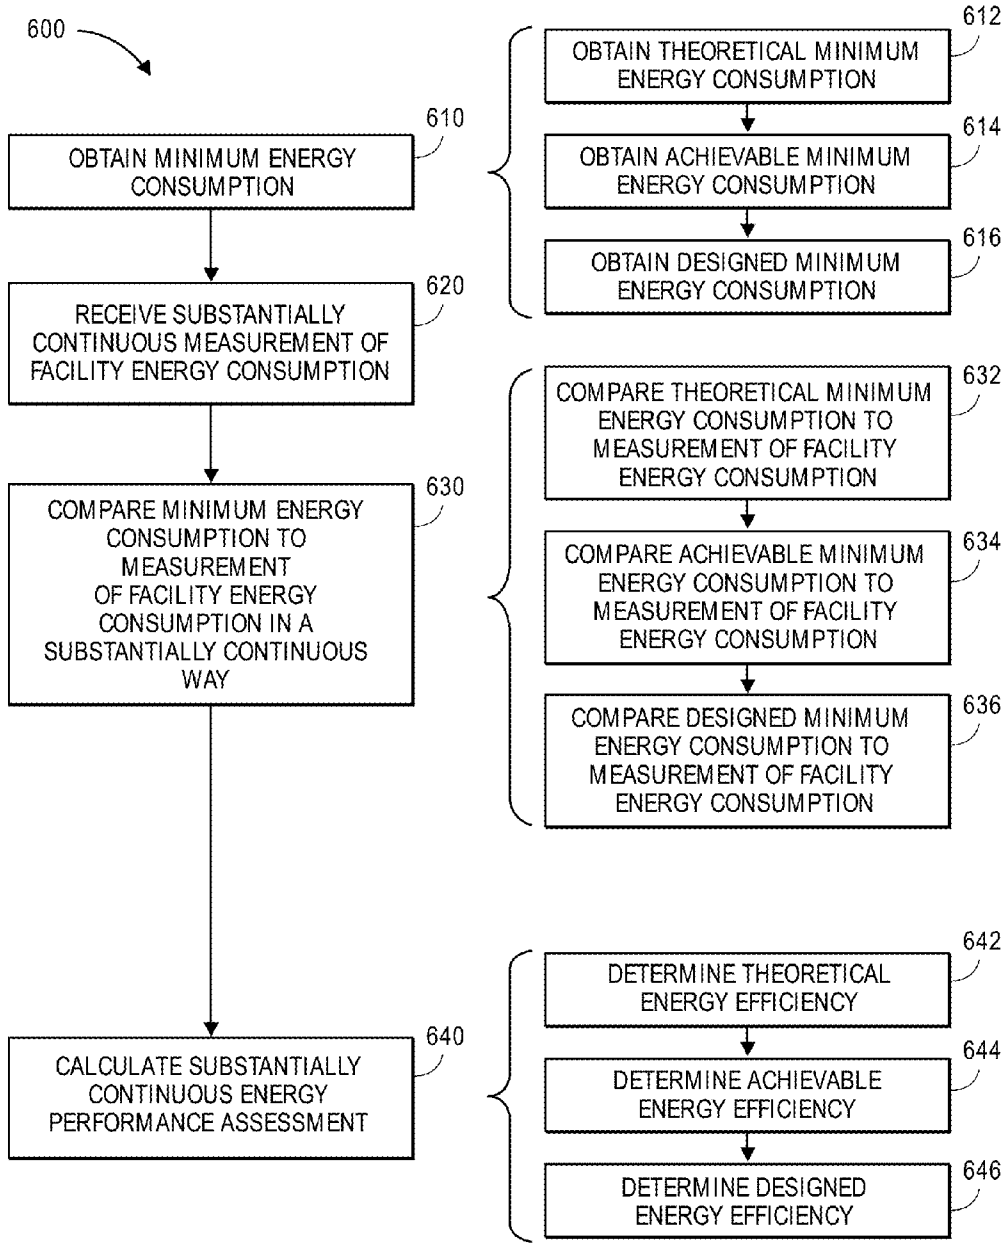 600
610
OBTAIN MINIMUM ENERGY
CONSUMPTION
620
RECEIVE SUBSTANTIALLY
CONTINUOUS MEASUREMENT OF
FACILITY ENERGY CONSUMPTION
630
COMPARE MINIMUM ENERGY
CONSUMPTION TO
MEASUREMENT
OF FACILITY ENERGY
CONSUMPTION IN A
SUBSTANTIALLY CONTINUOUS
WAY
640
CALCULATE SUBSTANTIALLY
CONTINUOUS ENERGY
PERFORMANCE ASSESSMENT
612
OBTAIN THEORETICAL MINIMUM
ENERGY CONSUMPTION
614
OBTAIN ACHIEVABLE MINIMUM
ENERGY CONSUMPTION
616
OBTAIN DESIGNED MINIMUM
ENERGY CONSUMPTION
632
COMPARE THEORETICAL MINIMUM
ENERGY CONSUMPTION TO
MEASUREMENT OF FACILITY
ENERGY CONSUMPTION
634
COMPARE ACHIEVABLE MINIMUM
ENERGY CONSUMPTION TO
MEASUREMENT OF FACILITY
ENERGY CONSUMPTION
636
COMPARE DESIGNED MINIMUM
ENERGY CONSUMPTION TO
MEASUREMENT OF FACILITY
ENERGY CONSUMPTION
642
DETERMINE THEORETICAL
ENERGY EFFICIENCY
644
DETERMINE ACHIEVABLE
ENERGY EFFICIENCY
646
DETERMINE DESIGNED
ENERGY EFFICIENCY